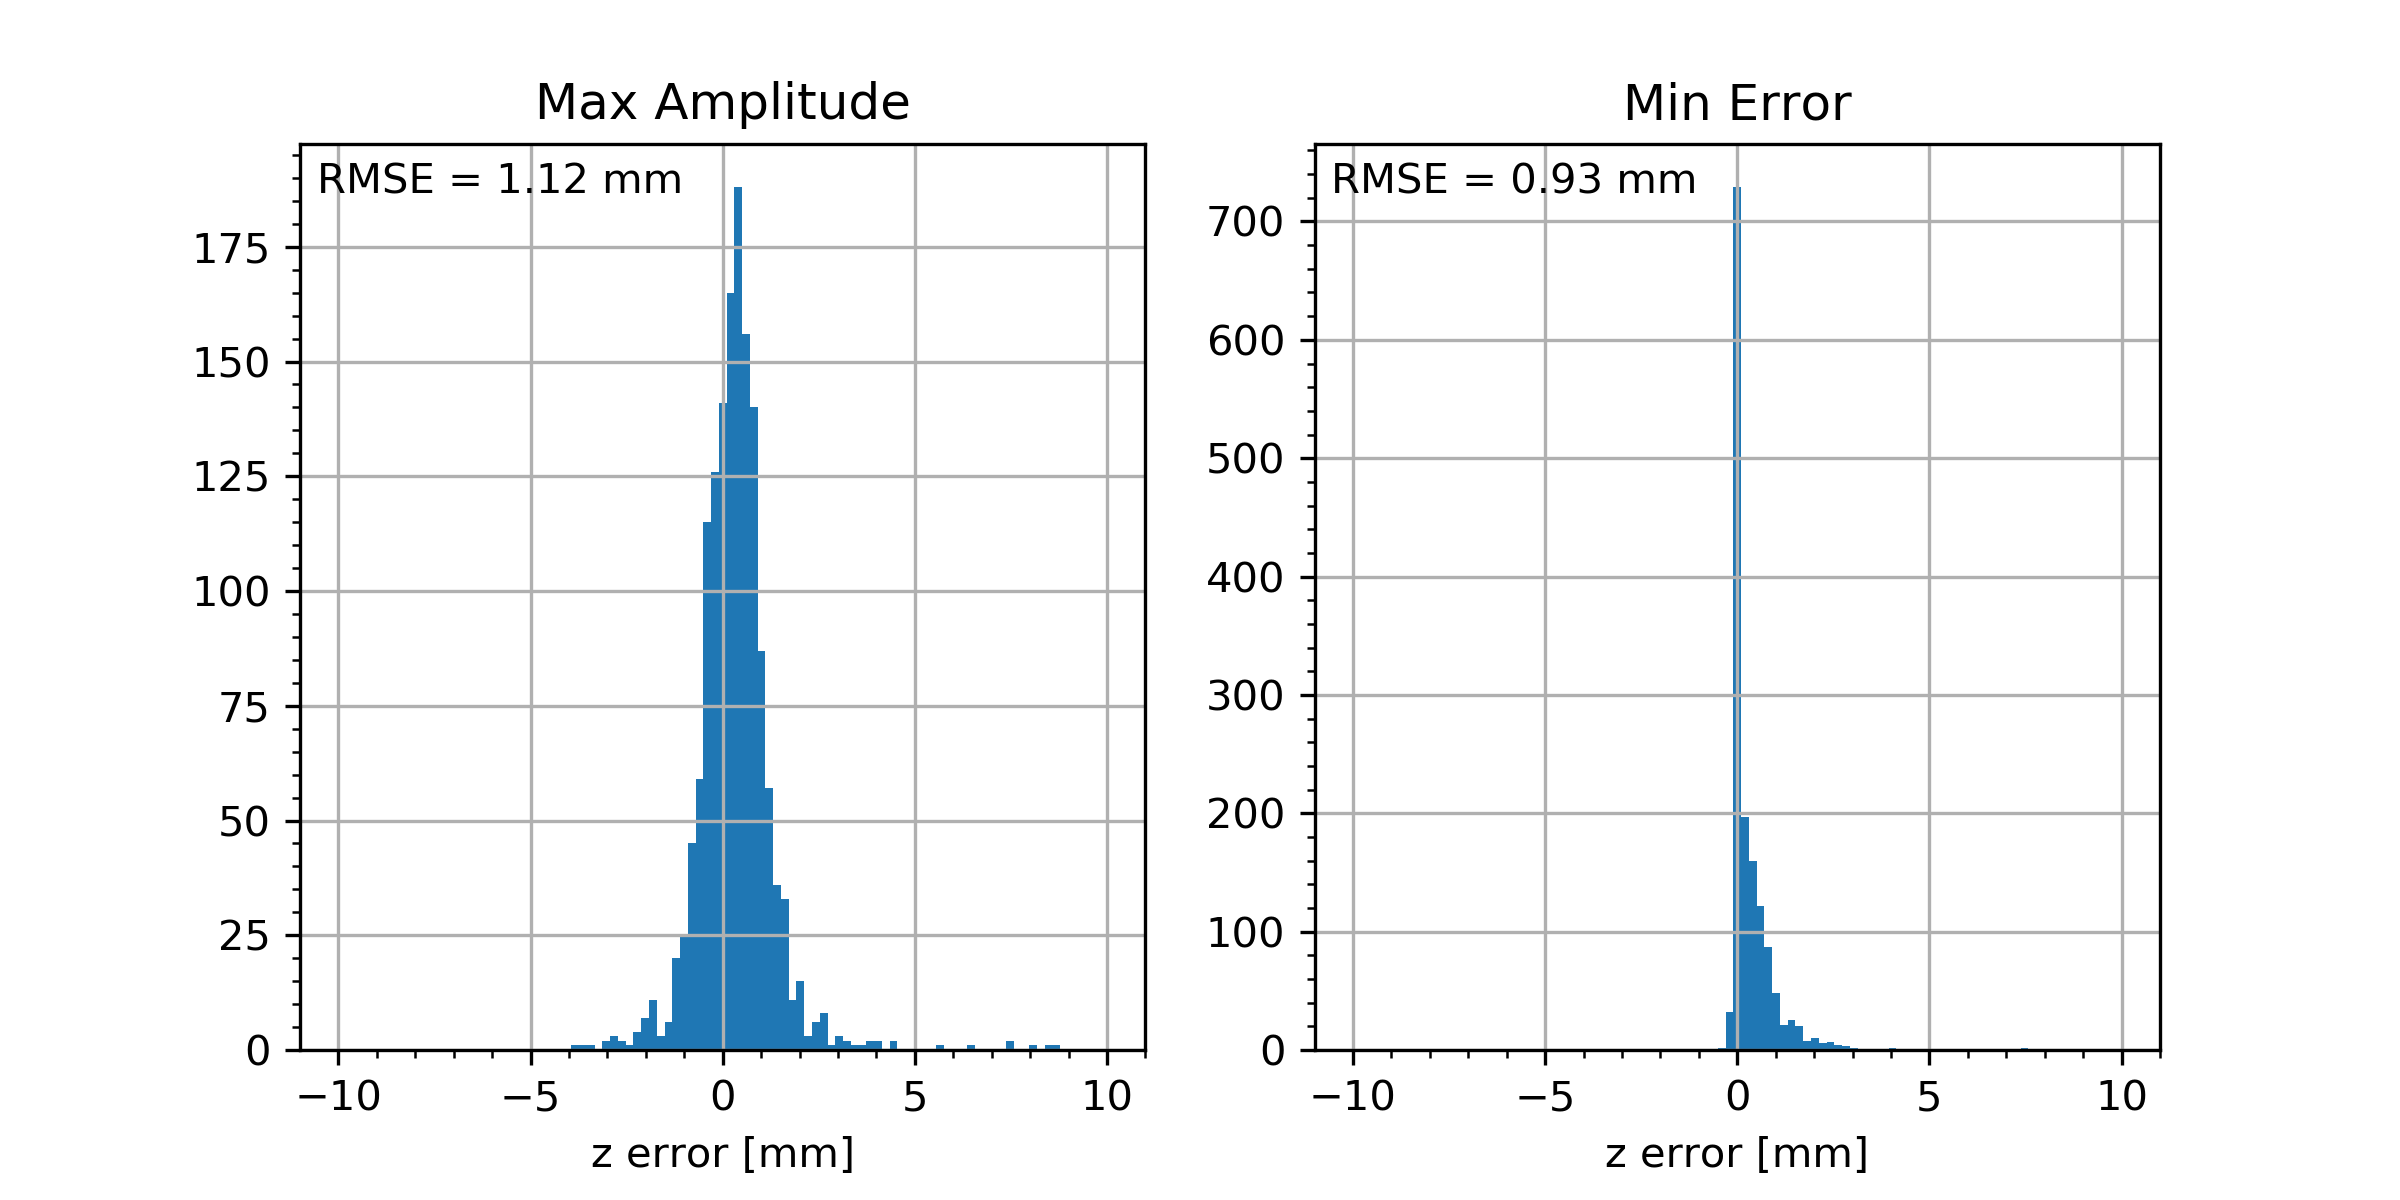 Max Amplitude
RMSE = 1.12 mm
175
150
125
100
75
50
25
0
−10 −5 0 5 10
z error [mm]
Min Error
RMSE = 0.93 mm
700
600
500
400
300
200
100
0
−10 −5 0 5 10
z error [mm]